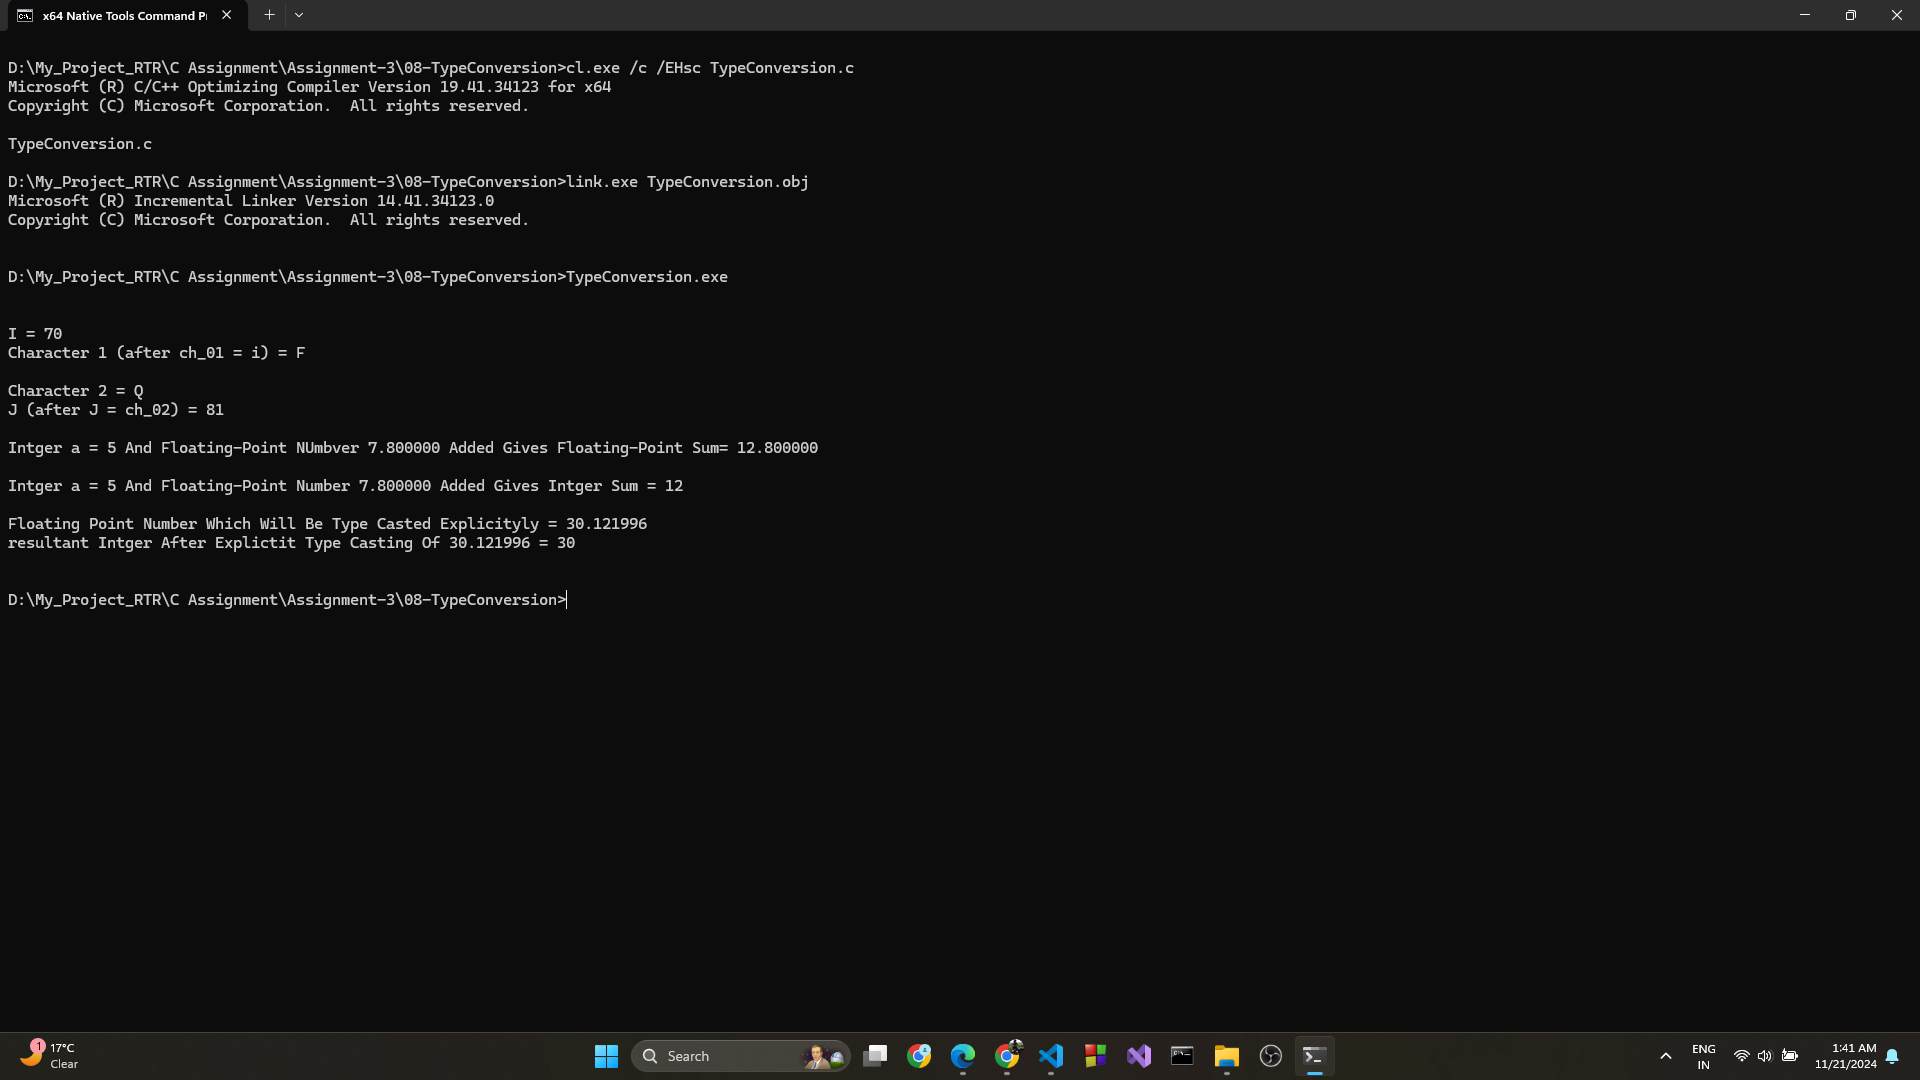 x64 Native Tools Command P
D:\My_Project_RTR\C Assignment\Assignment-3\08-TypeConversion>cl.exe /c /EHsc TypeConversion.c
Microsoft (R) C/C++ Optimizing Compiler Version 19.41.34123 for x64
Copyright (C) Microsoft Corporation.  All rights reserved.
TypeConversion.c
D:\My_Project_RTR\C Assignment\Assignment-3\08-TypeConversion>link.exe TypeConversion.obj
Microsoft (R) Incremental Linker Version 14.41.34123.0
Copyright (C) Microsoft Corporation.  All rights reserved.
D:\My_Project_RTR\C Assignment\Assignment-3\08-TypeConversion>TypeConversion.exe
I = 70
Character 1 (after ch_01 = i) = F
Character 2 = Q
J (after J = ch_02) = 81
Intger a = 5 And Floating-Point NUmbver 7.800000 Added Gives Floating-Point Sum= 12.800000
Intger a = 5 And Floating-Point Number 7.800000 Added Gives Intger Sum = 12
Floating Point Number Which Will Be Type Casted Explicityly = 30.121996
resultant Intger After Explictit Type Casting Of 30.121996 = 30
D:\My_Project_RTR\C Assignment\Assignment-3\08-TypeConversion>
1
17°C
Clear
Search
ENG
IN
1:41 AM
11/21/2024